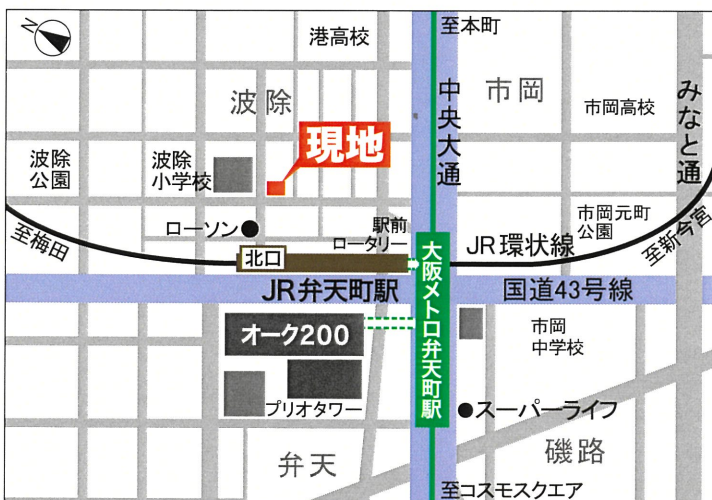 N
港高校
至本町
波除
中央大通
市岡
市岡高校
みなと通
現地
波除
公園
波除
小学校
ローソン
駅前
ロータリー
市岡元町
公園
至梅田
北口
JR環状線
至新今宮
JR弁天町駅
大阪メトロ弁天町駅
国道43号線
オーク200
市岡
中学校
プリオタワー
スーパーライフ
弁天
磯路
至コスモスクエア